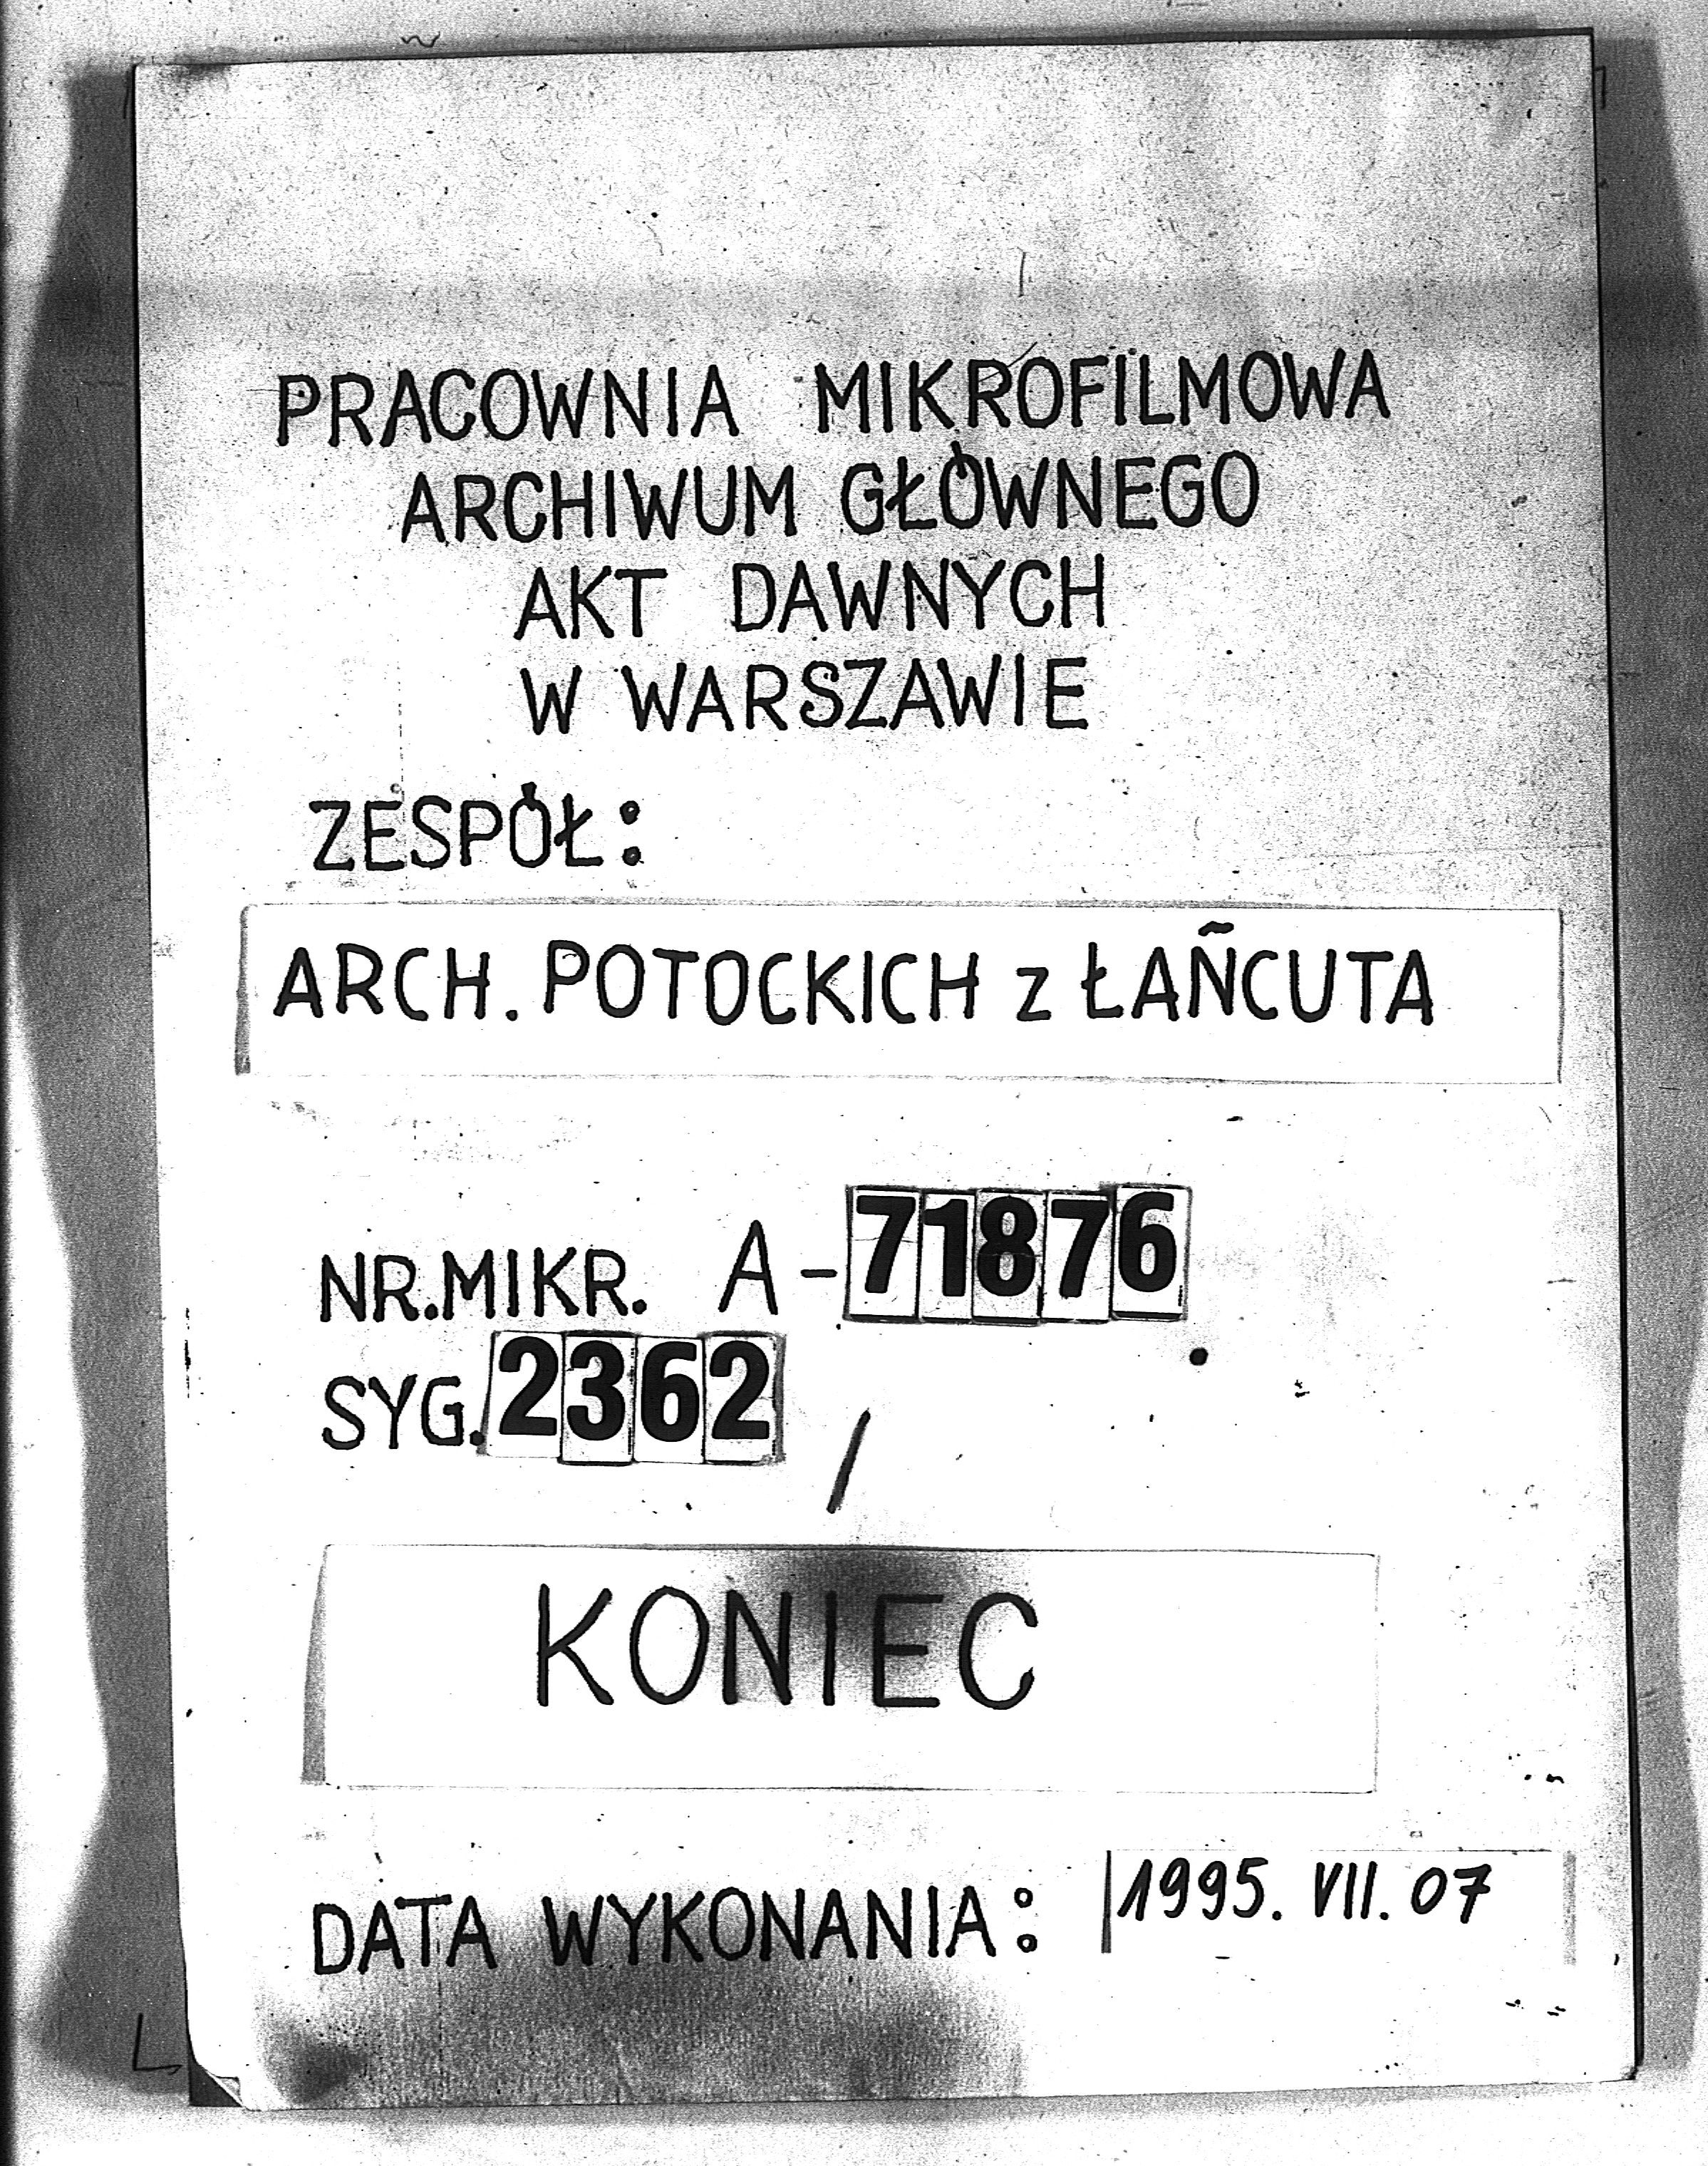 PRACOWNIA MIKROFILMOWA
ARCHIWUM GŁÓWNEGO
AKT DAWNYCH
W WARSZAWIE
ZESPÓŁ:
ARCH. POTOCKICH z ŁAŃCUTA
NR.MIKR. A-71876
SYG. 2362 /
KONIEC
DATA WYKONANIA: 1995. VII. 07